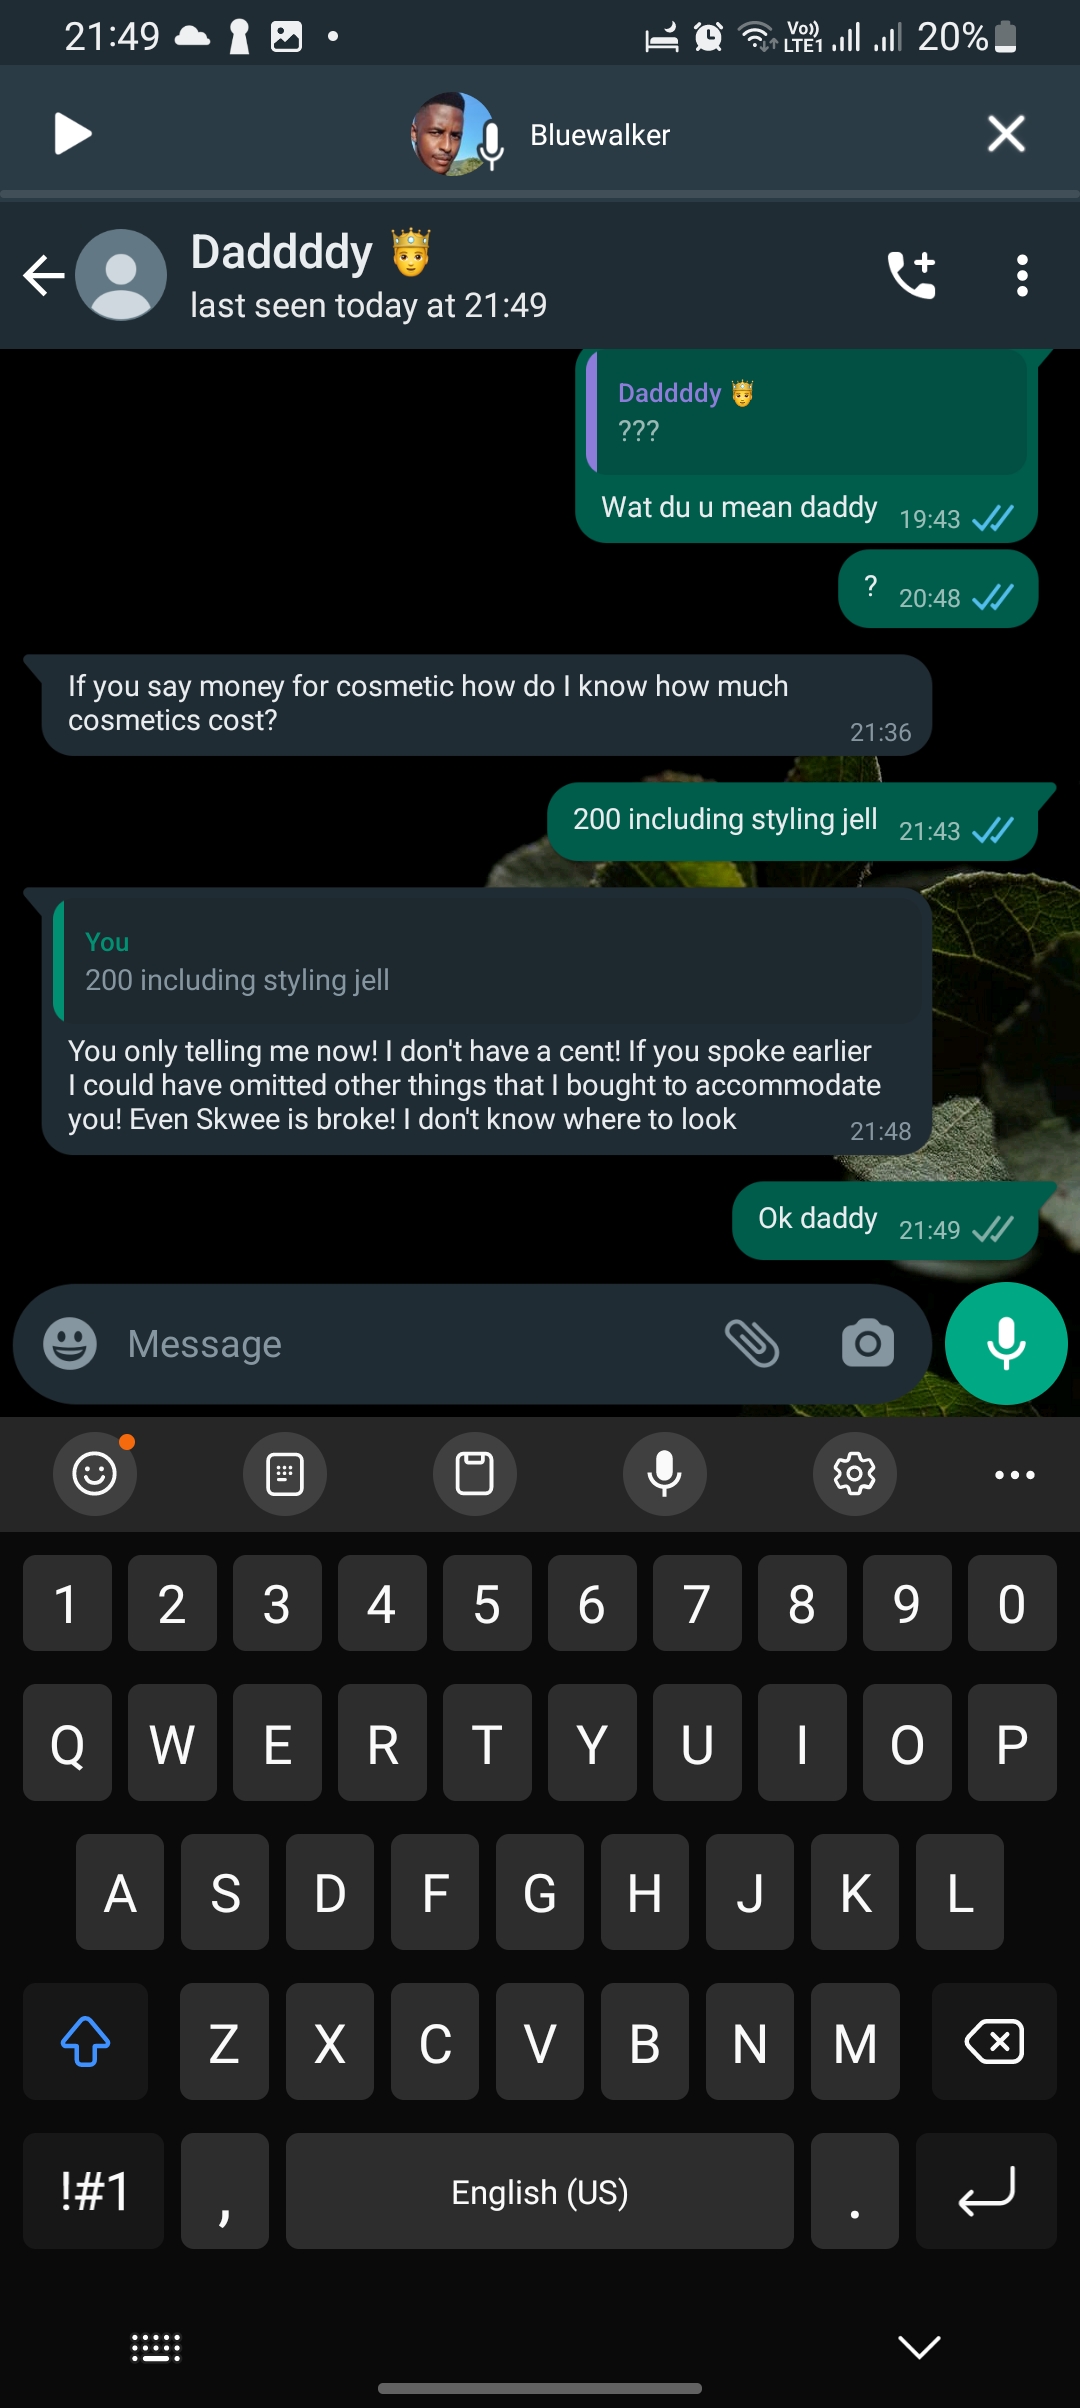 21:49
Vo))
LTE1
20%
Bluewalker
Daddddy 🤴
last seen today at 21:49
Daddddy 🤴
???
Wat du u mean daddy 19:43
? 20:48
If you say money for cosmetic how do I know how much
cosmetics cost?
21:36
200 including styling jell 21:43
You
200 including styling jell
You only telling me now! I don't have a cent! If you spoke earlier
I could have omitted other things that I bought to accommodate
you! Even Skwee is broke! I don't know where to look
21:48
Ok daddy 21:49
Message
1 2 3 4 5 6 7 8 9 0
Q W E R T Y U I O P
A S D F G H J K L
Z X C V B N M
!#1 , English (US) .